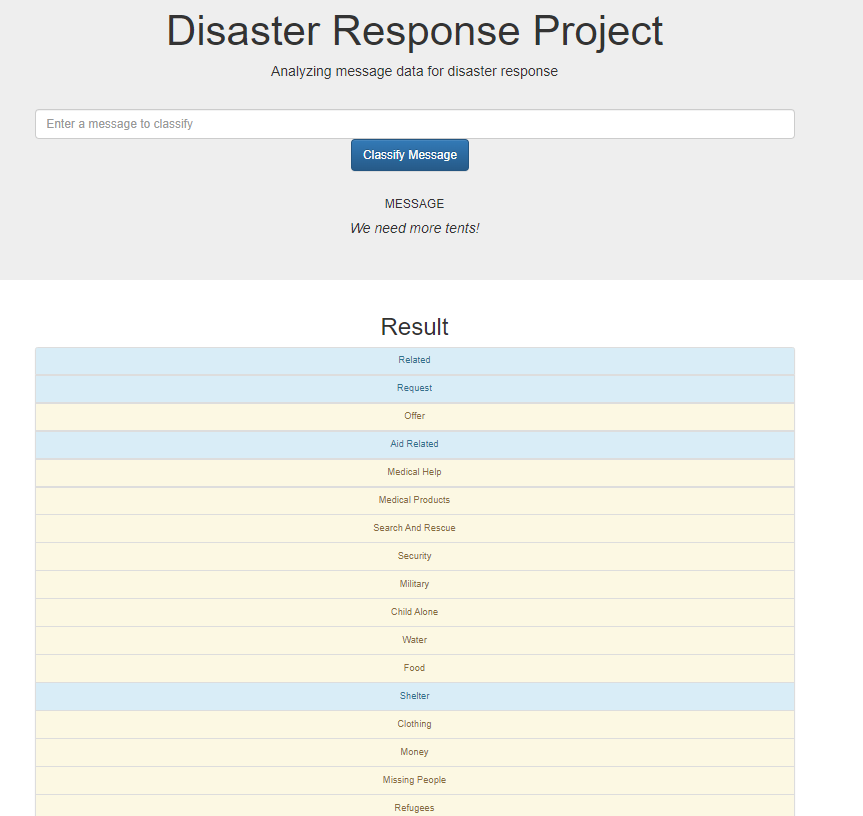 Disaster Response Project
Analyzing message data for disaster response
Enter a message to classify
Classify Message
MESSAGE
We need more tents!
Result
Related
Request
Offer
Aid Related
Medical Help
Medical Products
Search And Rescue
Security
Military
Child Alone
Water
Food
Shelter
Clothing
Money
Missing People
Refugees